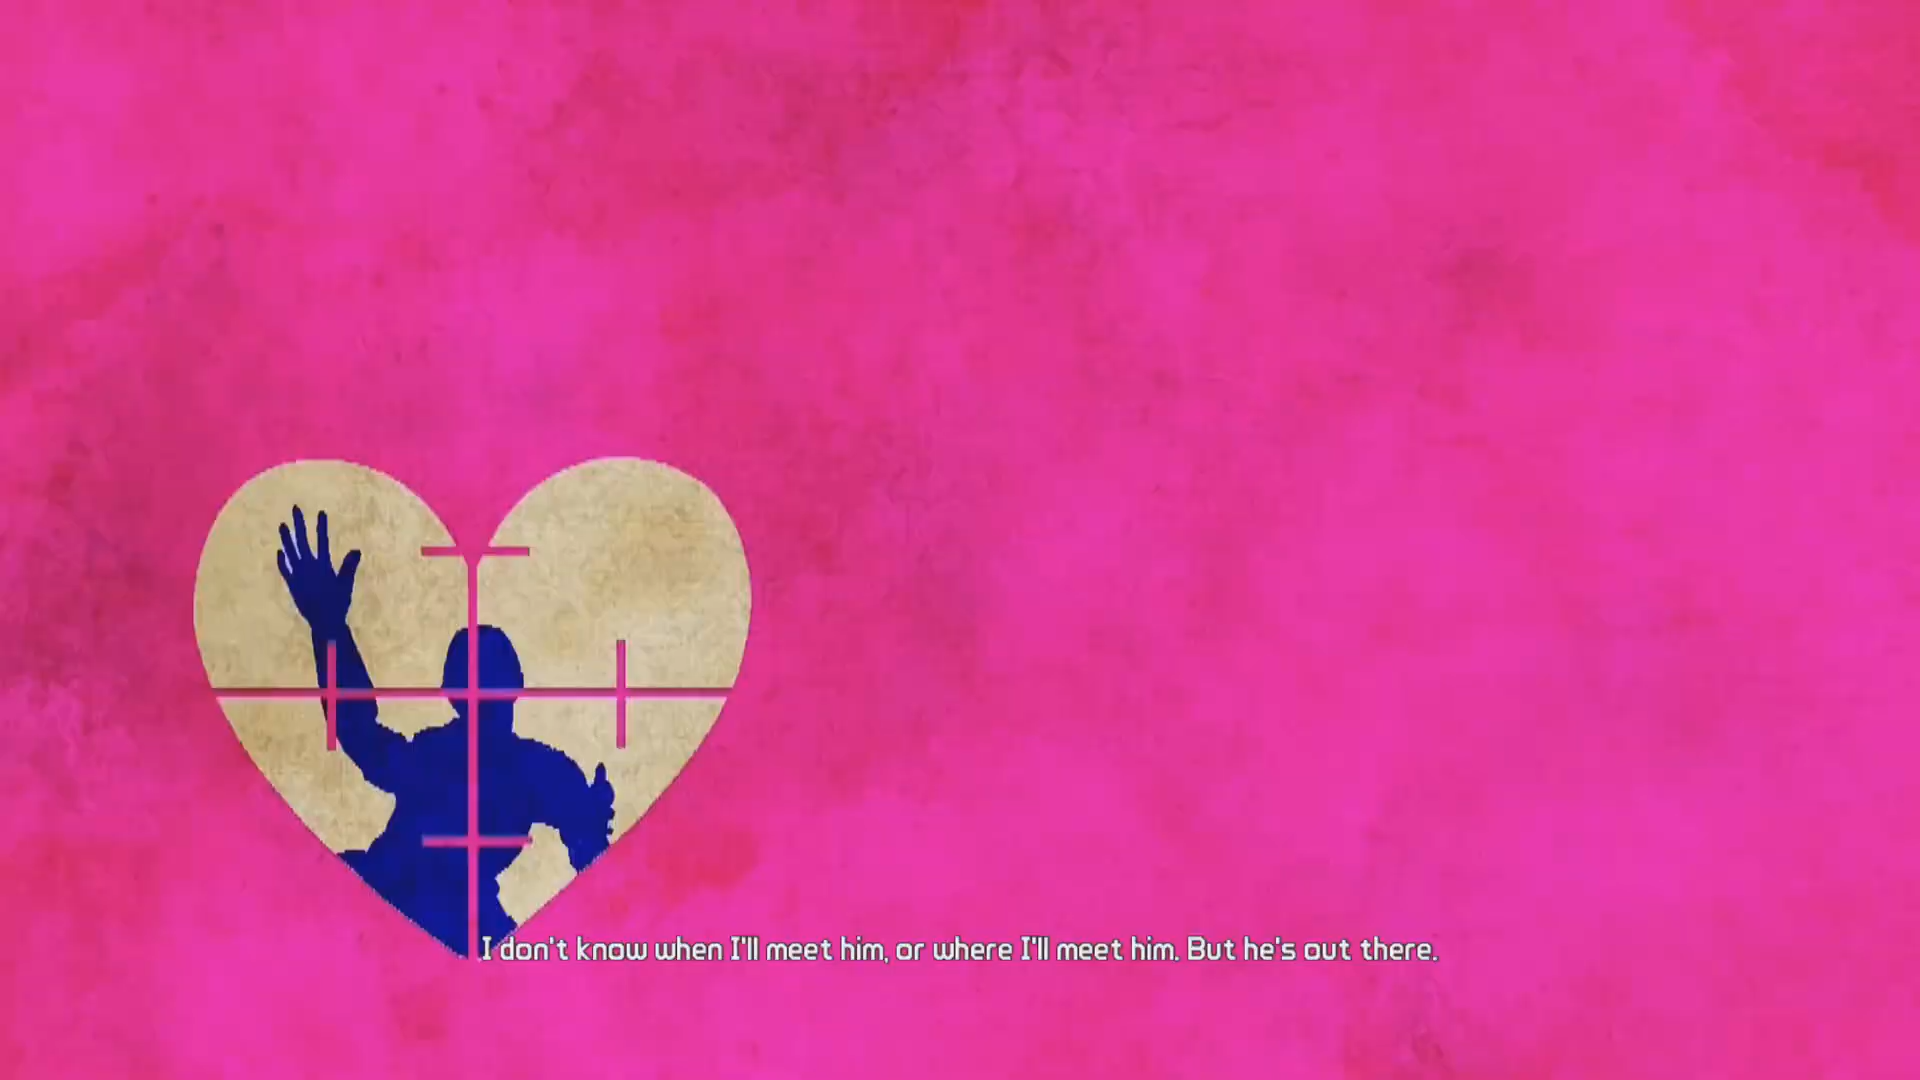 I don't know when I'll meet him, or where I'll meet him. But he's out there.